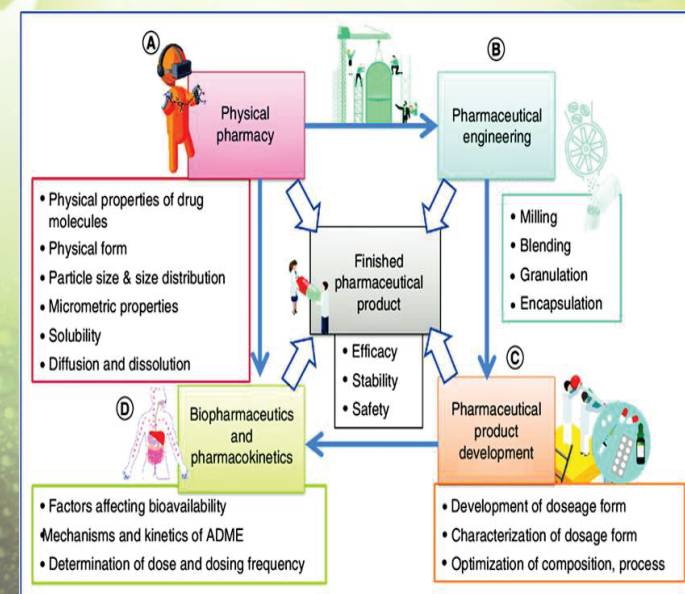 A
Physical
pharmacy
B
Pharmaceutical
engineering
• Physical properties of drug
molecules
• Physical form
• Particle size & size distribution
• Micrometric properties
• Solubility
• Diffusion and dissolution
• Milling
• Blending
• Granulation
• Encapsulation
Finished
pharmaceutical
product
• Efficacy
• Stability
• Safety
C
Pharmaceutical
product
development
• Development of doseage form
• Characterization of dosage form
• Optimization of composition, process
D
Biopharmaceutics
and
pharmacokinetics
• Factors affecting bioavailability
•Mechanisms and kinetics of ADME
• Determination of dose and dosing frequency